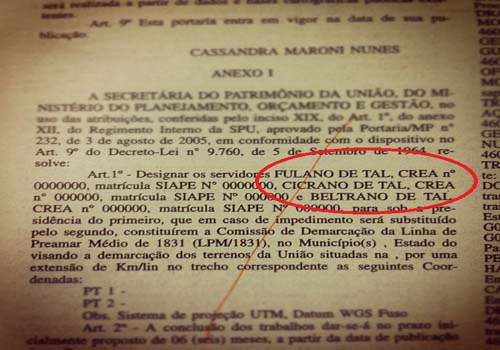 será realizada a partir de dados e bases cartográficas
Art. 9º Esta portaria entra em vigor na data de sua pu-
blicação.
CASSANDRA MARONI NUNES
ANEXO I
A SECRETÁRIA DO PATRIMÔNIO DA UNIÃO, DO MI-
NISTÉRIO DO PLANEJAMENTO, ORÇAMENTO E GESTÃO, no
uso das atribuições, conferidas pelo inciso XIX, do Art. 1º, do anexo
XII, do Regimento Interno da SPU, aprovado pela Portaria/MP nº
232, de 3 de agosto de 2005, em conformidade com o dispositivo no
Art. 9º do Decreto-Lei nº 9.760, de 5 de Setembro de 1964, re-
solve:
Art.1º - Designar os servidores FULANO DE TAL, CREA nº
0000000, matrícula SIAPE Nº 0000000, CICRANO DE TAL, CREA
nº 000000, matrícula SIAPE Nº 000000 e BELTRANO DE TAL
CREA nº 000000, matrícula SIAPE Nº 000000, para sob a pre-
sidência do primeiro, que em caso de impedimento será substituído
pelo segundo, constituírem a Comissão de Demarcação da Linha de
Preamar Médio de 1831 (LPM/1831), no Município(s) , Estado do
visando a demarcação dos terrenos da União situadas na , por uma
extensão de Km/lin no trecho correspondente as seguintes Coor-
denadas:
PT 1 -
PT 2 -
Obs. Sistema de projeção UTM, Datum WGS Fuso
Art. 2º - A conclusão dos trabalhos dar-se-á no prazo ini-
cialmente proposto de 06 (seis) meses, a partir da data de publicação